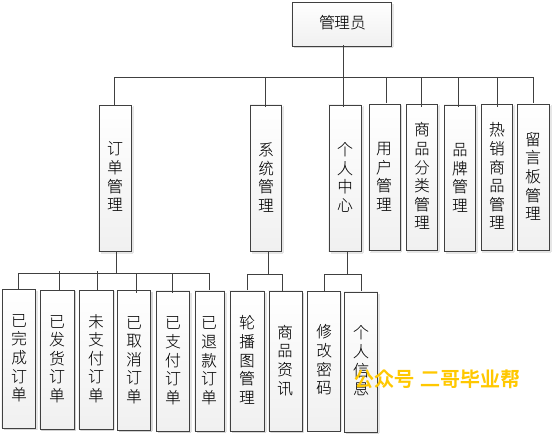 管理员
订单管理
系统管理
个人中心
用户管理
商品分类管理
品牌管理
热销商品管理
留言板管理
已完成订单
已发货订单
未支付订单
已取消订单
已支付订单
已退款订单
轮播图管理
商品资讯
修改密码
个人信息
公众号 二哥毕业帮